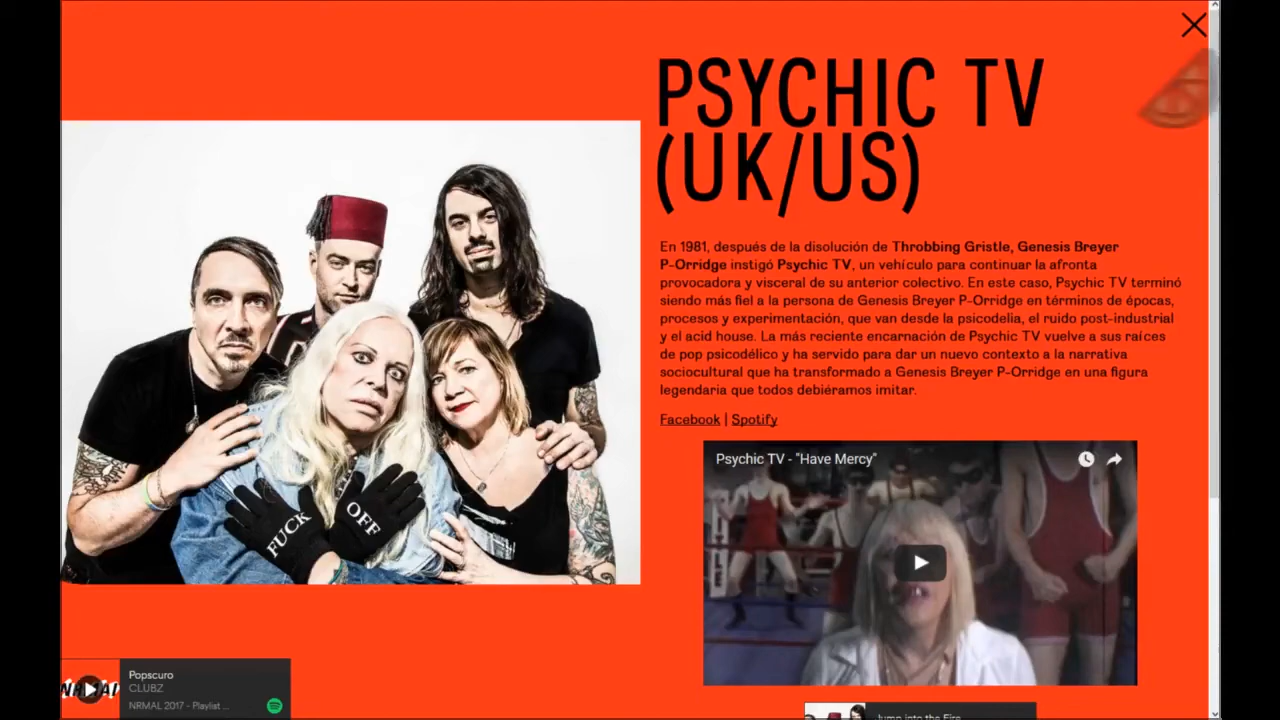 PSYCHIC TV
(UK/US)
En 1981, después de la disolución de Throbbing Gristle, Genesis Breyer
P-Orridge instigó Psychic TV, un vehículo para continuar la afronta
provocadora y visceral de su anterior colectivo. En este caso, Psychic TV terminó
siendo más fiel a la persona de Genesis Breyer P-Orridge en términos de épocas,
procesos y experimentación, que van desde la psicodelia, el ruido post-industrial
y el acid house. La más reciente encarnación de Psychic TV vuelve a sus raíces
de pop psicodélico y ha servido para dar un nuevo contexto a la narrativa
sociocultural que ha transformado a Genesis Breyer P-Orridge en una figura
legendaria que todos debiéramos imitar.
Facebook | Spotify
Psychic TV - "Have Mercy"
FUCK OFF
NRMAL
Popscuro
CLUBZ
NRMAL 2017 - Playlist ...
Jump into the Fire